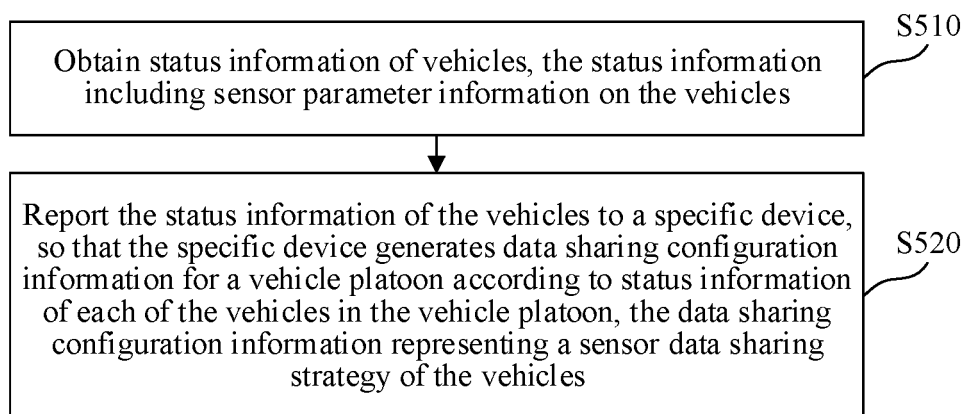 S510
Obtain status information of vehicles, the status information
including sensor parameter information on the vehicles
S520
Report the status information of the vehicles to a specific device,
so that the specific device generates data sharing configuration
information for a vehicle platoon according to status information
of each of the vehicles in the vehicle platoon, the data sharing
configuration information representing a sensor data sharing
strategy of the vehicles